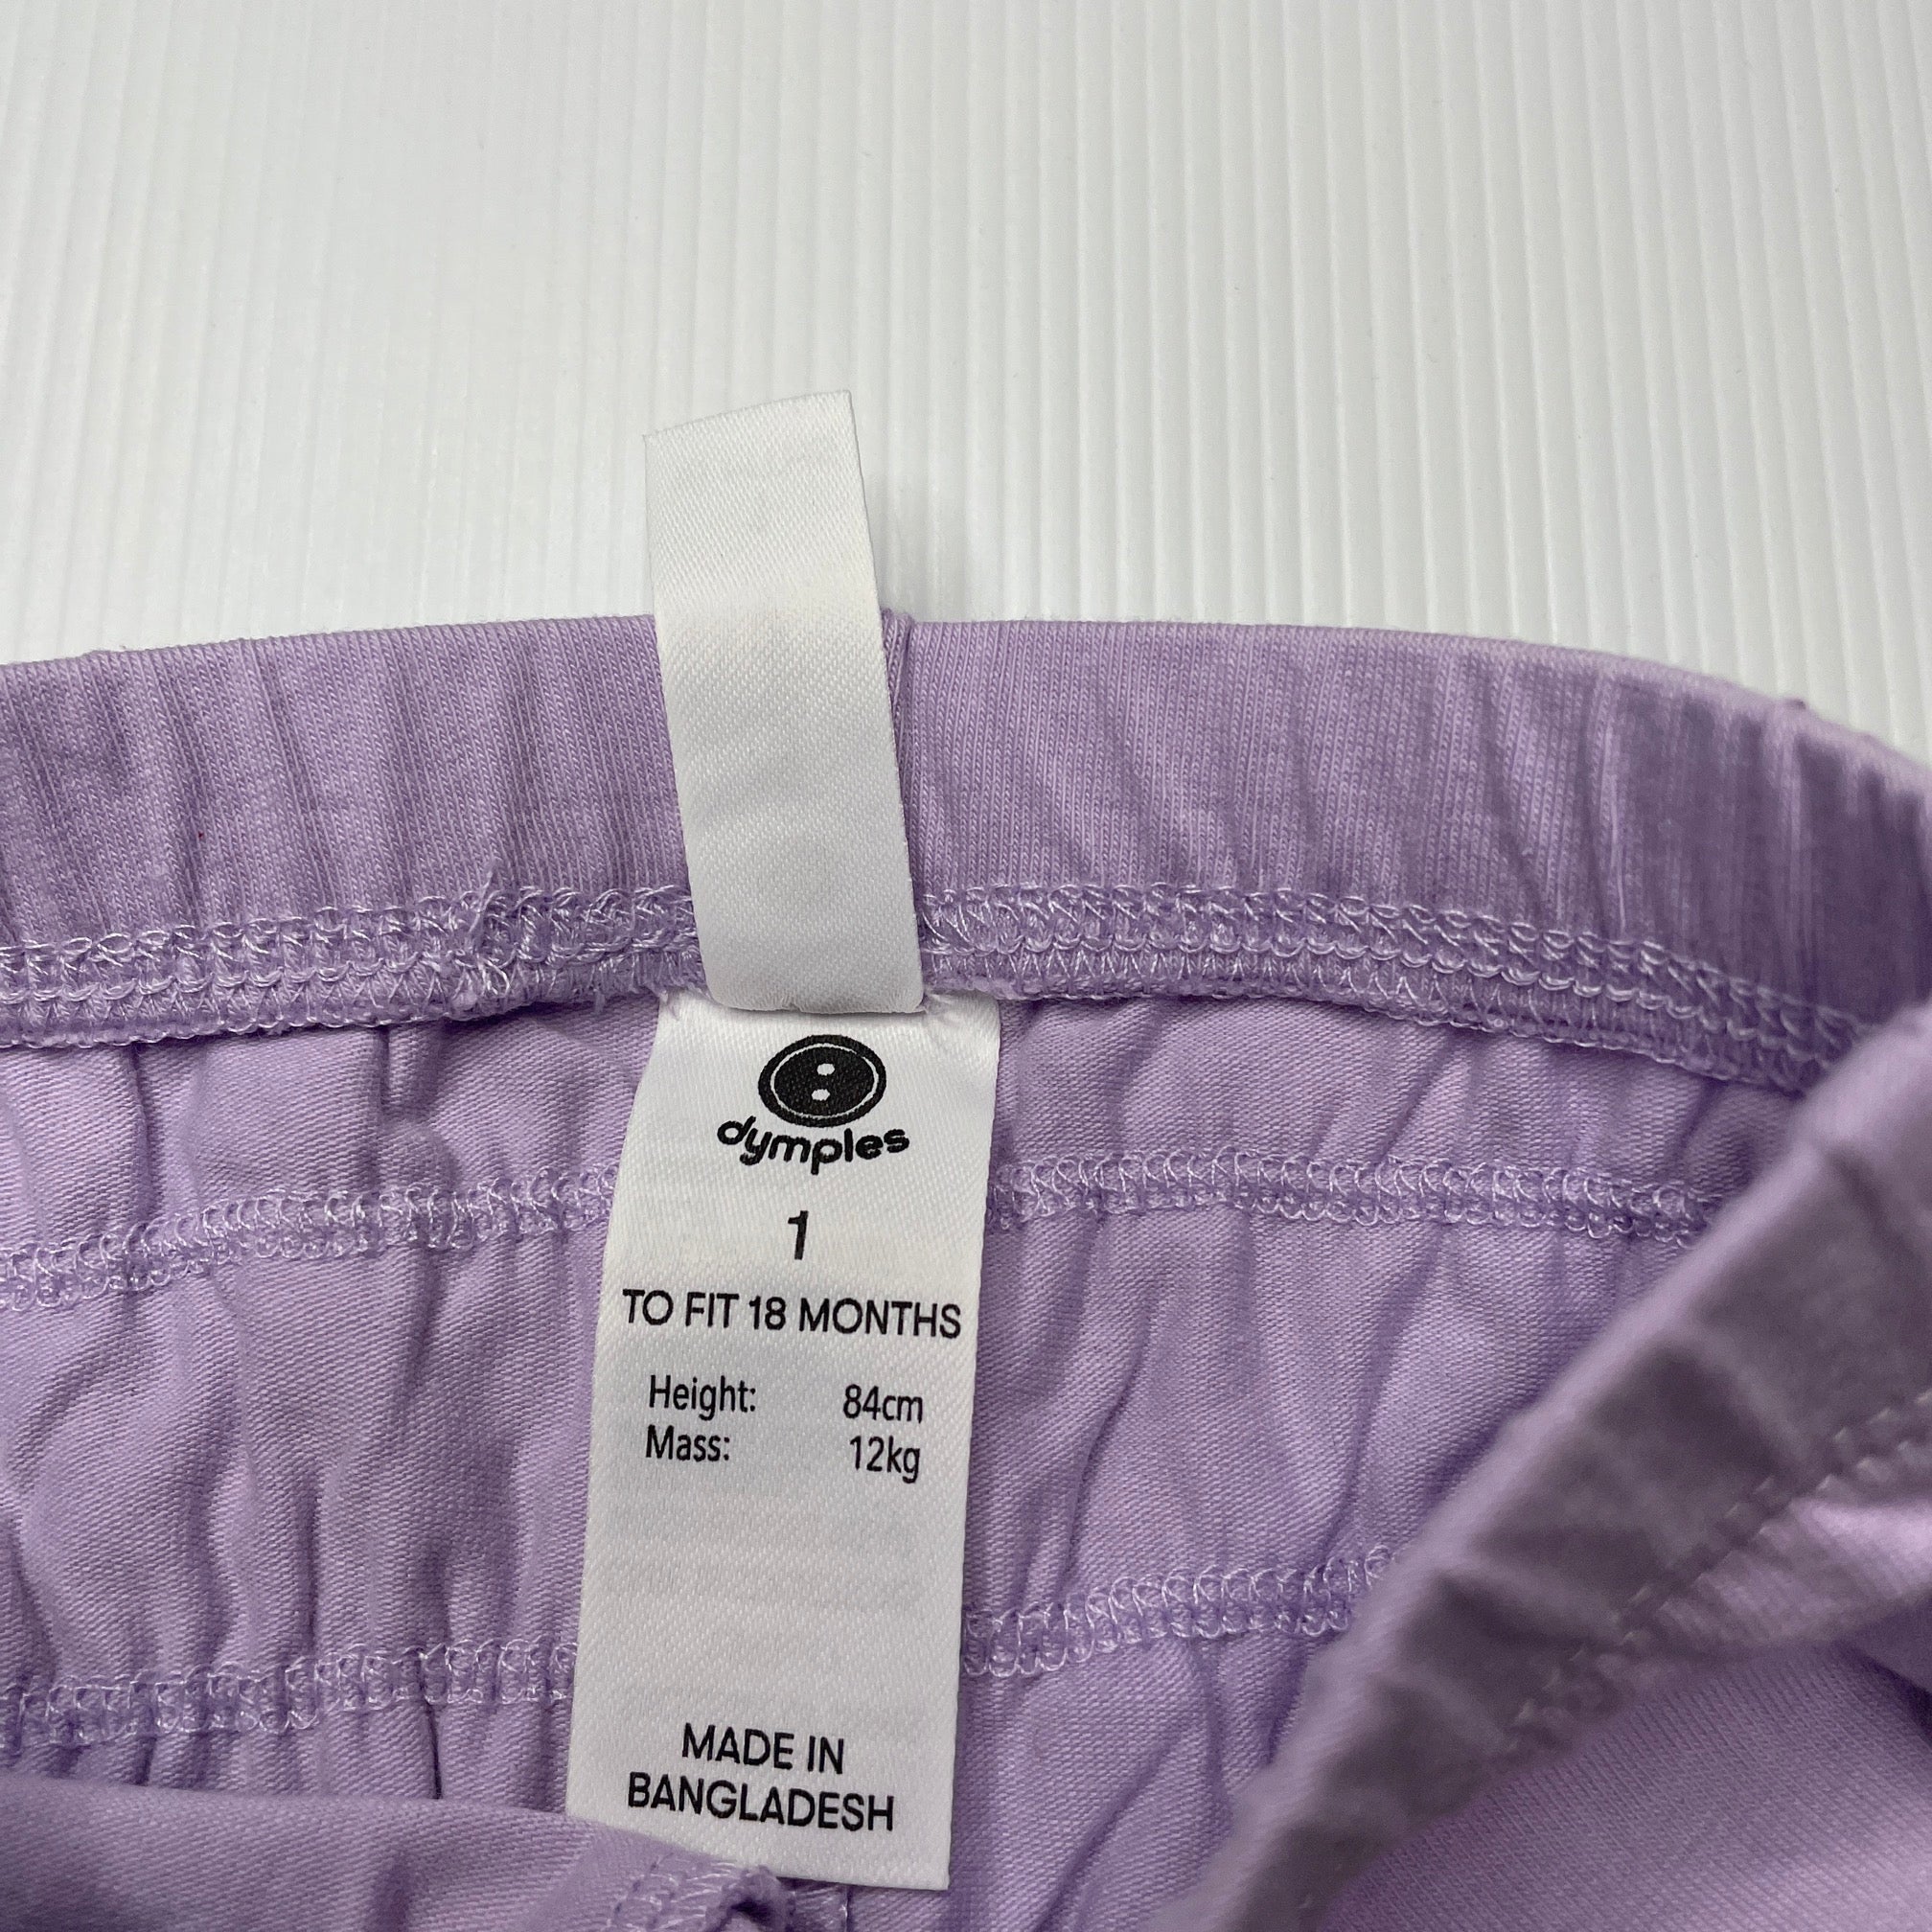 dymples
1
TO FIT 18 MONTHS
Height: 84cm
Mass: 12kg
MADE IN
BANGLADESH